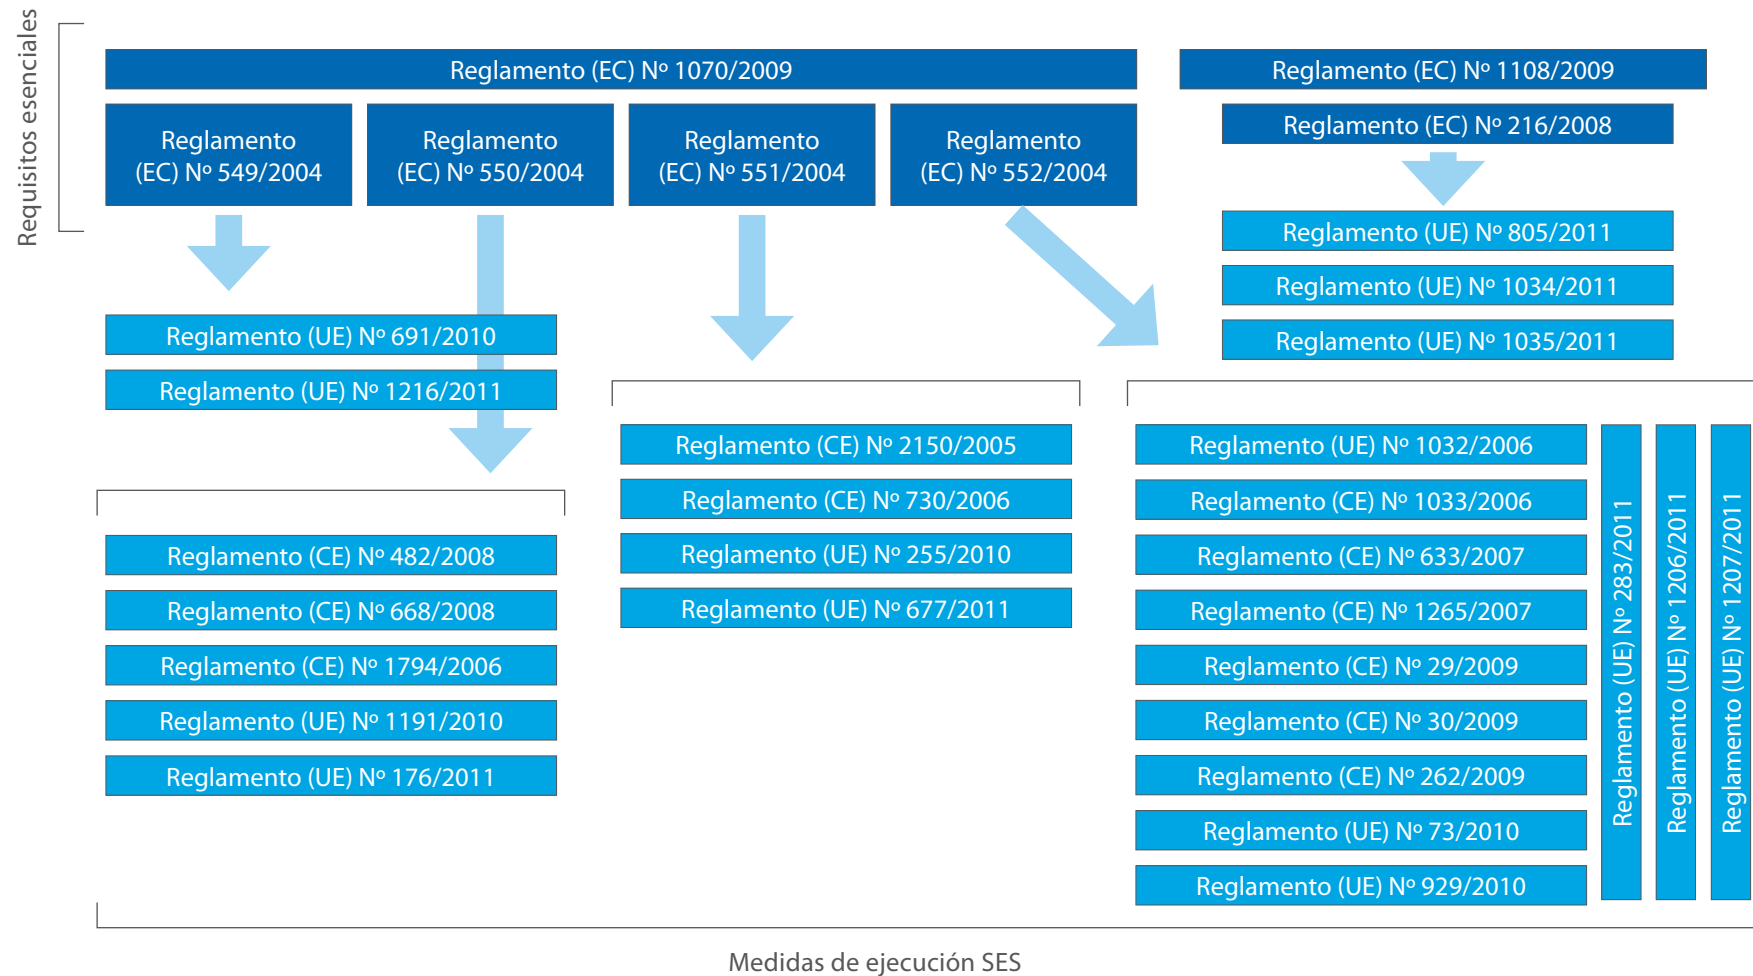 Requisitos esenciales
Reglamento (EC) Nº 1070/2009
Reglamento (EC) Nº 1108/2009
Reglamento
(EC) Nº 549/2004
Reglamento
(EC) Nº 550/2004
Reglamento
(EC) Nº 551/2004
Reglamento
(EC) Nº 552/2004
Reglamento (EC) Nº 216/2008
Reglamento (UE) Nº 805/2011
Reglamento (UE) Nº 1034/2011
Reglamento (UE) Nº 1035/2011
Reglamento (UE) Nº 691/2010
Reglamento (UE) Nº 1216/2011
Reglamento (CE) Nº 482/2008
Reglamento (CE) Nº 668/2008
Reglamento (CE) Nº 1794/2006
Reglamento (UE) Nº 1191/2010
Reglamento (UE) Nº 176/2011
Reglamento (CE) Nº 2150/2005
Reglamento (CE) Nº 730/2006
Reglamento (UE) Nº 255/2010
Reglamento (UE) Nº 677/2011
Reglamento (UE) Nº 1032/2006
Reglamento (CE) Nº 1033/2006
Reglamento (CE) Nº 633/2007
Reglamento (CE) Nº 1265/2007
Reglamento (CE) Nº 29/2009
Reglamento (CE) Nº 30/2009
Reglamento (CE) Nº 262/2009
Reglamento (UE) Nº 73/2010
Reglamento (UE) Nº 929/2010
Reglamento (UE) Nº 283/2011
Reglamento (UE) Nº 1206/2011
Reglamento (UE) Nº 1207/2011
Medidas de ejecución SES